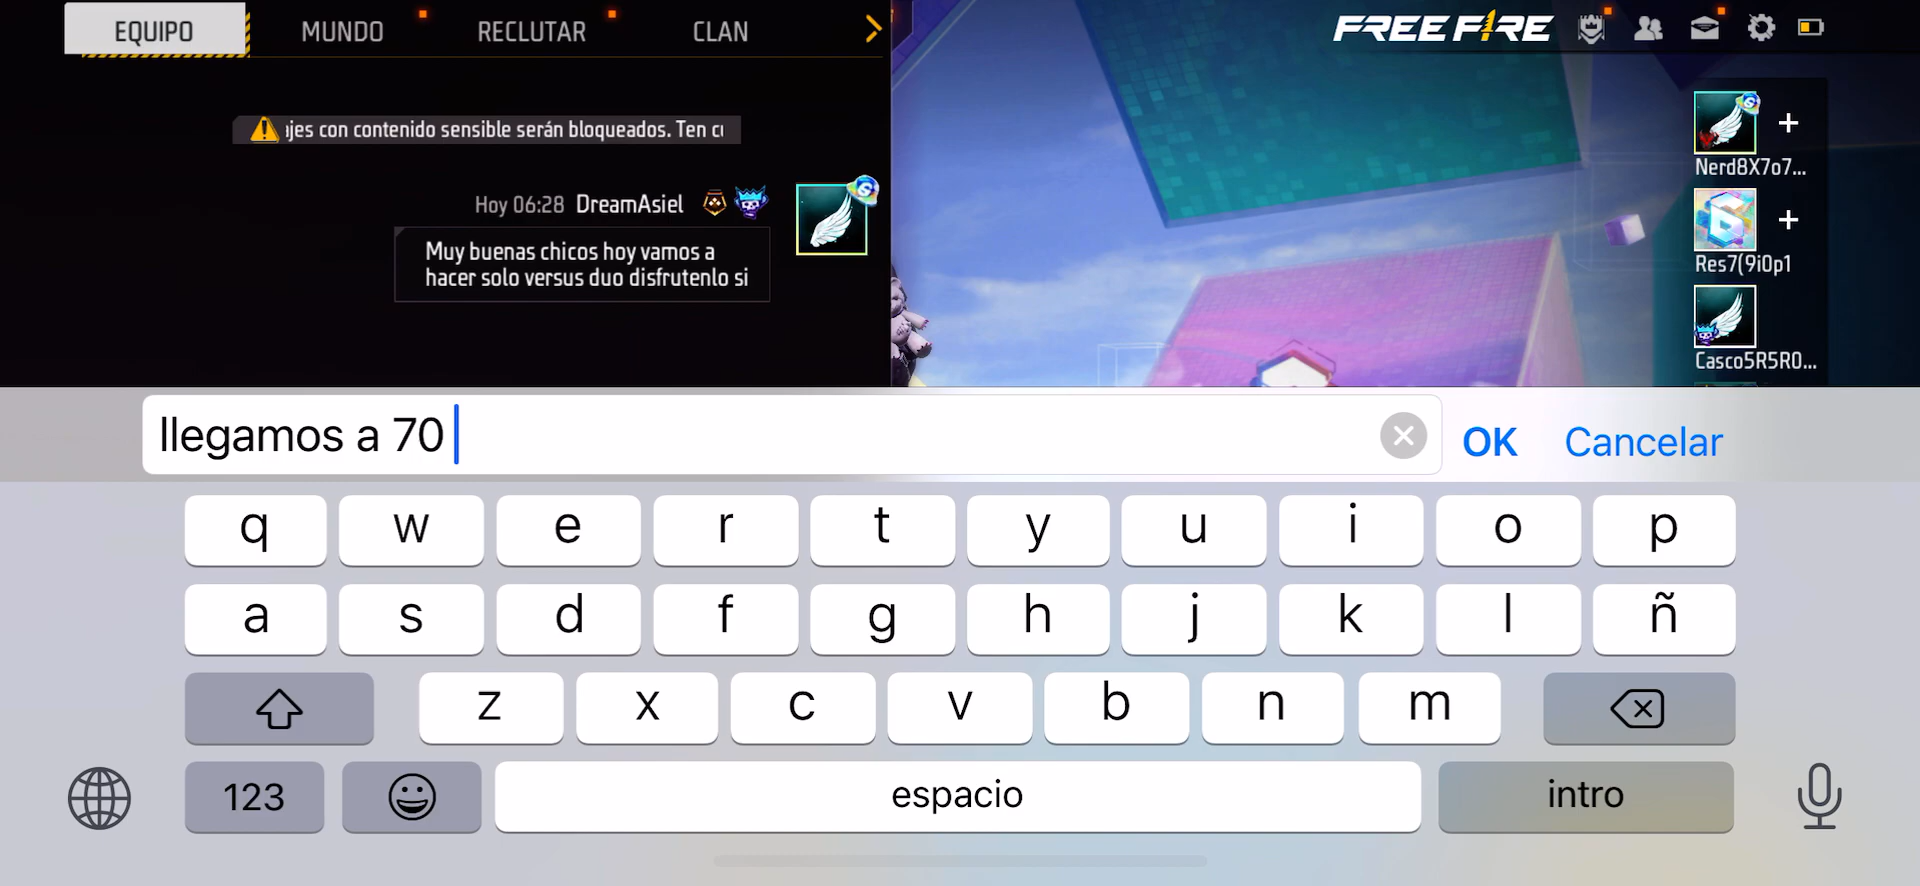 EQUIPO
MUNDO
RECLUTAR
CLAN
FREE FIRE
ajes con contenido sensible serán bloqueados. Ten
Hoy 06:28 DreamAsiel
Muy buenas chicos hoy vamos a
hacer solo versus duo disfrutenlo si
Nerd8X7o7...
Res7(9i0p1
Casco5R5R0...
llegamos a 70
OK
Cancelar
q w e r t y u i o p
a s d f g h j k l ñ
z x c v b n m
123
espacio
intro